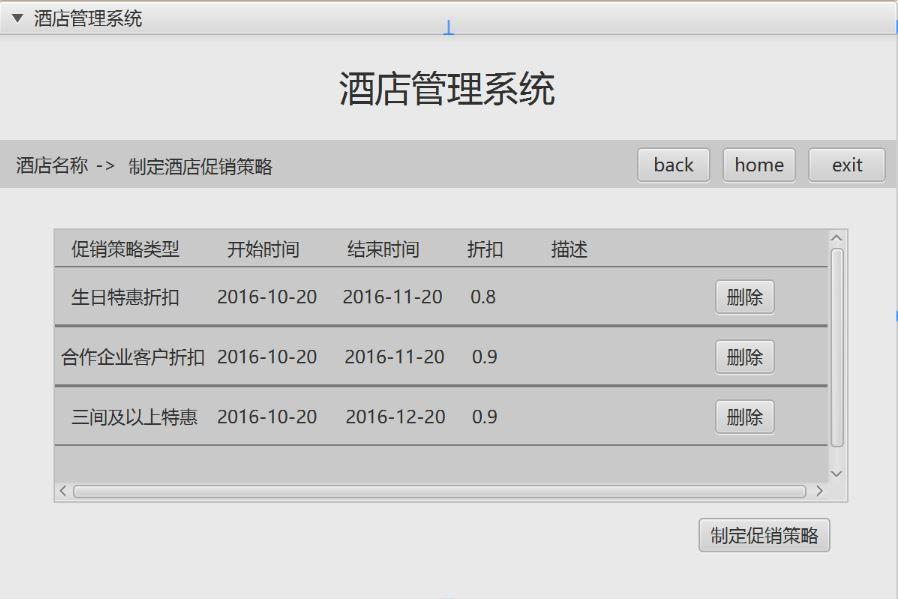 酒店管理系统
酒店管理系统
酒店名称 -> 制定酒店促销策略 back home exit
促销策略类型 开始时间 结束时间 折扣 描述
生日特惠折扣 2016-10-20 2016-11-20 0.8 删除
合作企业客户折扣 2016-10-20 2016-11-20 0.9 删除
三间及以上特惠 2016-10-20 2016-12-20 0.9 删除
制定促销策略